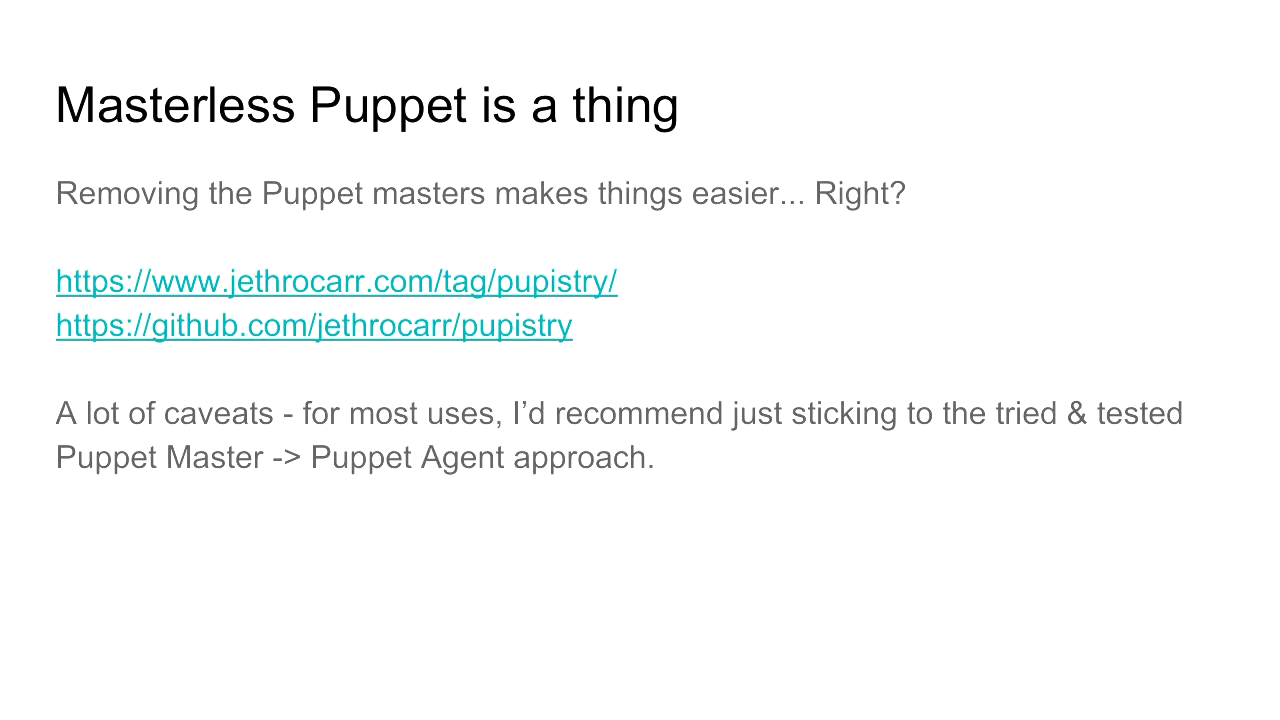 Masterless Puppet is a thing
Removing the Puppet masters makes things easier... Right?
https://www.jethrocarr.com/tag/pupistry/
https://github.com/jethrocarr/pupistry
A lot of caveats - for most uses, I’d recommend just sticking to the tried & tested
Puppet Master -> Puppet Agent approach.